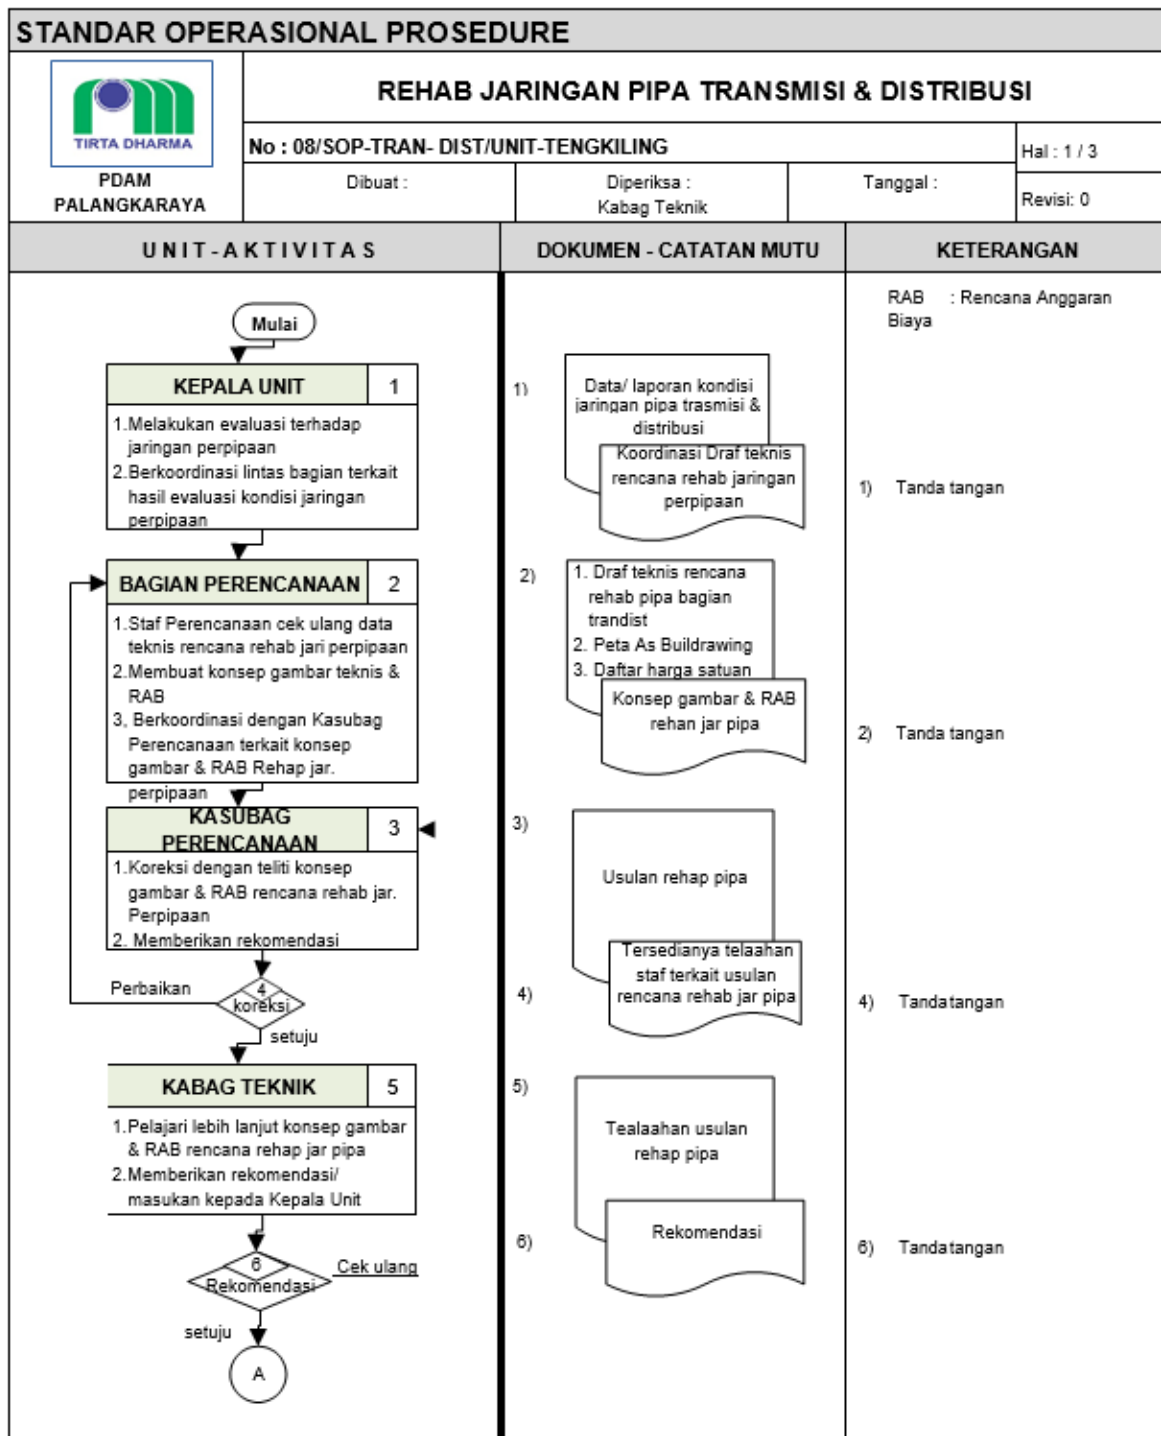 STANDAR OPERASIONAL PROSEDURE
TIRTA DHARMA
PDAM
PALANGKARAYA
REHAB JARINGAN PIPA TRANSMISI & DISTRIBUSI
No : 08/SOP-TRAN- DIST/UNIT-TENGKILING
Hal : 1 / 3
Dibuat :
Diperiksa :
Kabag Teknik
Tanggal :
Revisi: 0
UNIT-AKTIVITAS
DOKUMEN - CATATAN MUTU
KETERANGAN
Mulai
KEPALA UNIT
1
1.Melakukan evaluasi terhadap
jaringan perpipaan
2.Berkoordinasi lintas bagian terkait
hasil evaluasi kondisi jaringan
perpipaan
BAGIAN PERENCANAAN
2
1.Staf Perencanaan cek ulang data
teknis rencana rehab jari perpipaan
2.Membuat konsep gambar teknis &
RAB
3, Berkoordinasi dengan Kasubag
Perencanaan terkait konsep
gambar & RAB Rehap jar.
perpipaan
KASUBAG
PERENCANAAN
3
1.Koreksi dengan teliti konsep
gambar & RAB rencana rehab jar.
Perpipaan
2. Memberikan rekomendasi
Perbaikan
4
koreksi
setuju
KABAG TEKNIK
5
1.Pelajari lebih lanjut konsep gambar
& RAB rencana rehap jar pipa
2.Memberikan rekomendasi/
masukan kepada Kepala Unit
6
Rekomendasi
Cek ulang
setuju
A
1)
Data/ laporan kondisi
jaringan pipa trasmisi &
distribusi
Koordinasi Draf teknis
rencana rehab jaringan
perpipaan
2)
1. Draf teknis rencana
rehab pipa bagian
trandist
2. Peta As Buildrawing
3. Daftar harga satuan
Konsep gambar & RAB
rehan jar pipa
3)
Usulan rehap pipa
4)
Tersedianya telaahan
staf terkait usulan
rencana rehab jar pipa
5)
Tealaahan usulan
rehap pipa
6)
Rekomendasi
RAB : Rencana Anggaran
Biaya
1) Tanda tangan
2) Tanda tangan
4) Tandatangan
6) Tandatangan